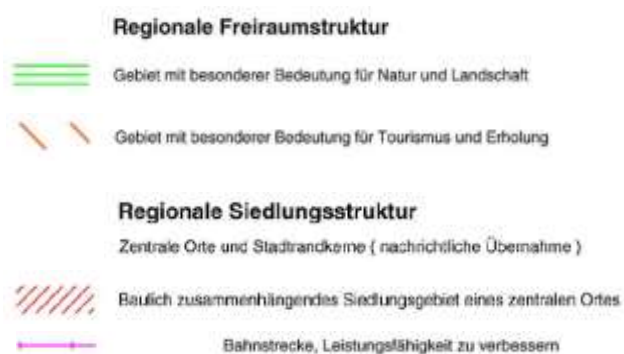 Regionale Freiraumstruktur
Gebiet mit besonderer Bedeutung für Natur und Landschaft
Gebiet mit besonderer Bedeutung für Tourismus und Erholung
Regionale Siedlungsstruktur
Zentrale Orte und Stadtrandkerne ( nachrichtliche Übernahme )
Baulich zusammenhängendes Siedlungsgebiet eines zentralen Ortes
Bahnstrecke, Leistungsfähigkeit zu verbessern